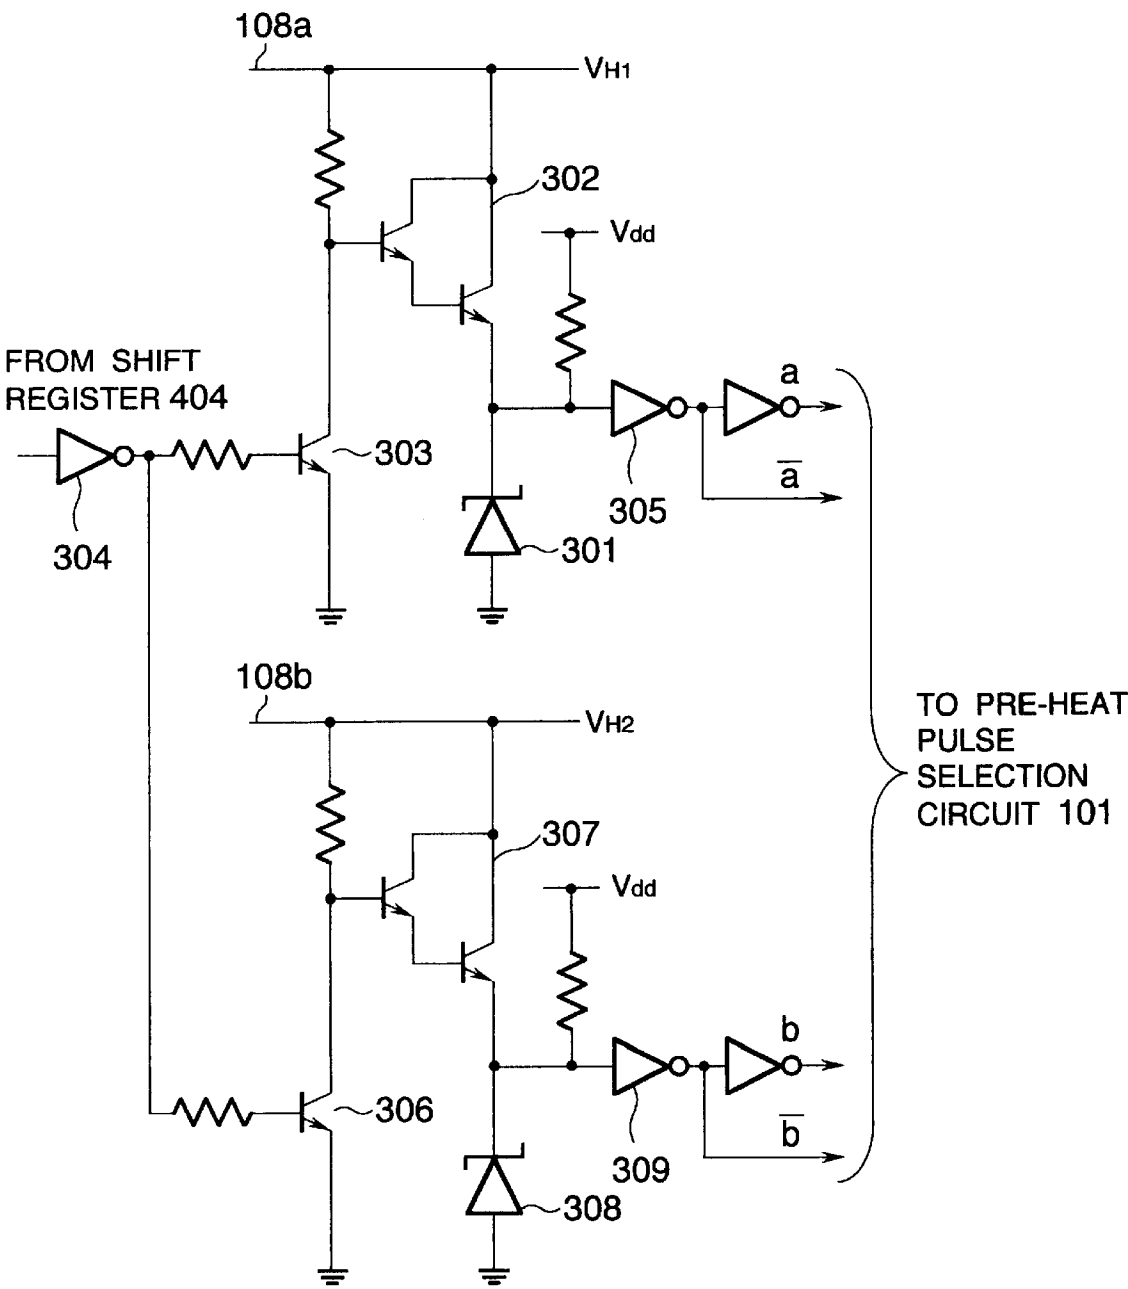 108a
VH1
302
Vdd
FROM SHIFT
REGISTER 404
a
303
a̅
305
304
301
108b
VH2
TO PRE-HEAT
PULSE
SELECTION
CIRCUIT 101
307
Vdd
b
306
b̅
309
308